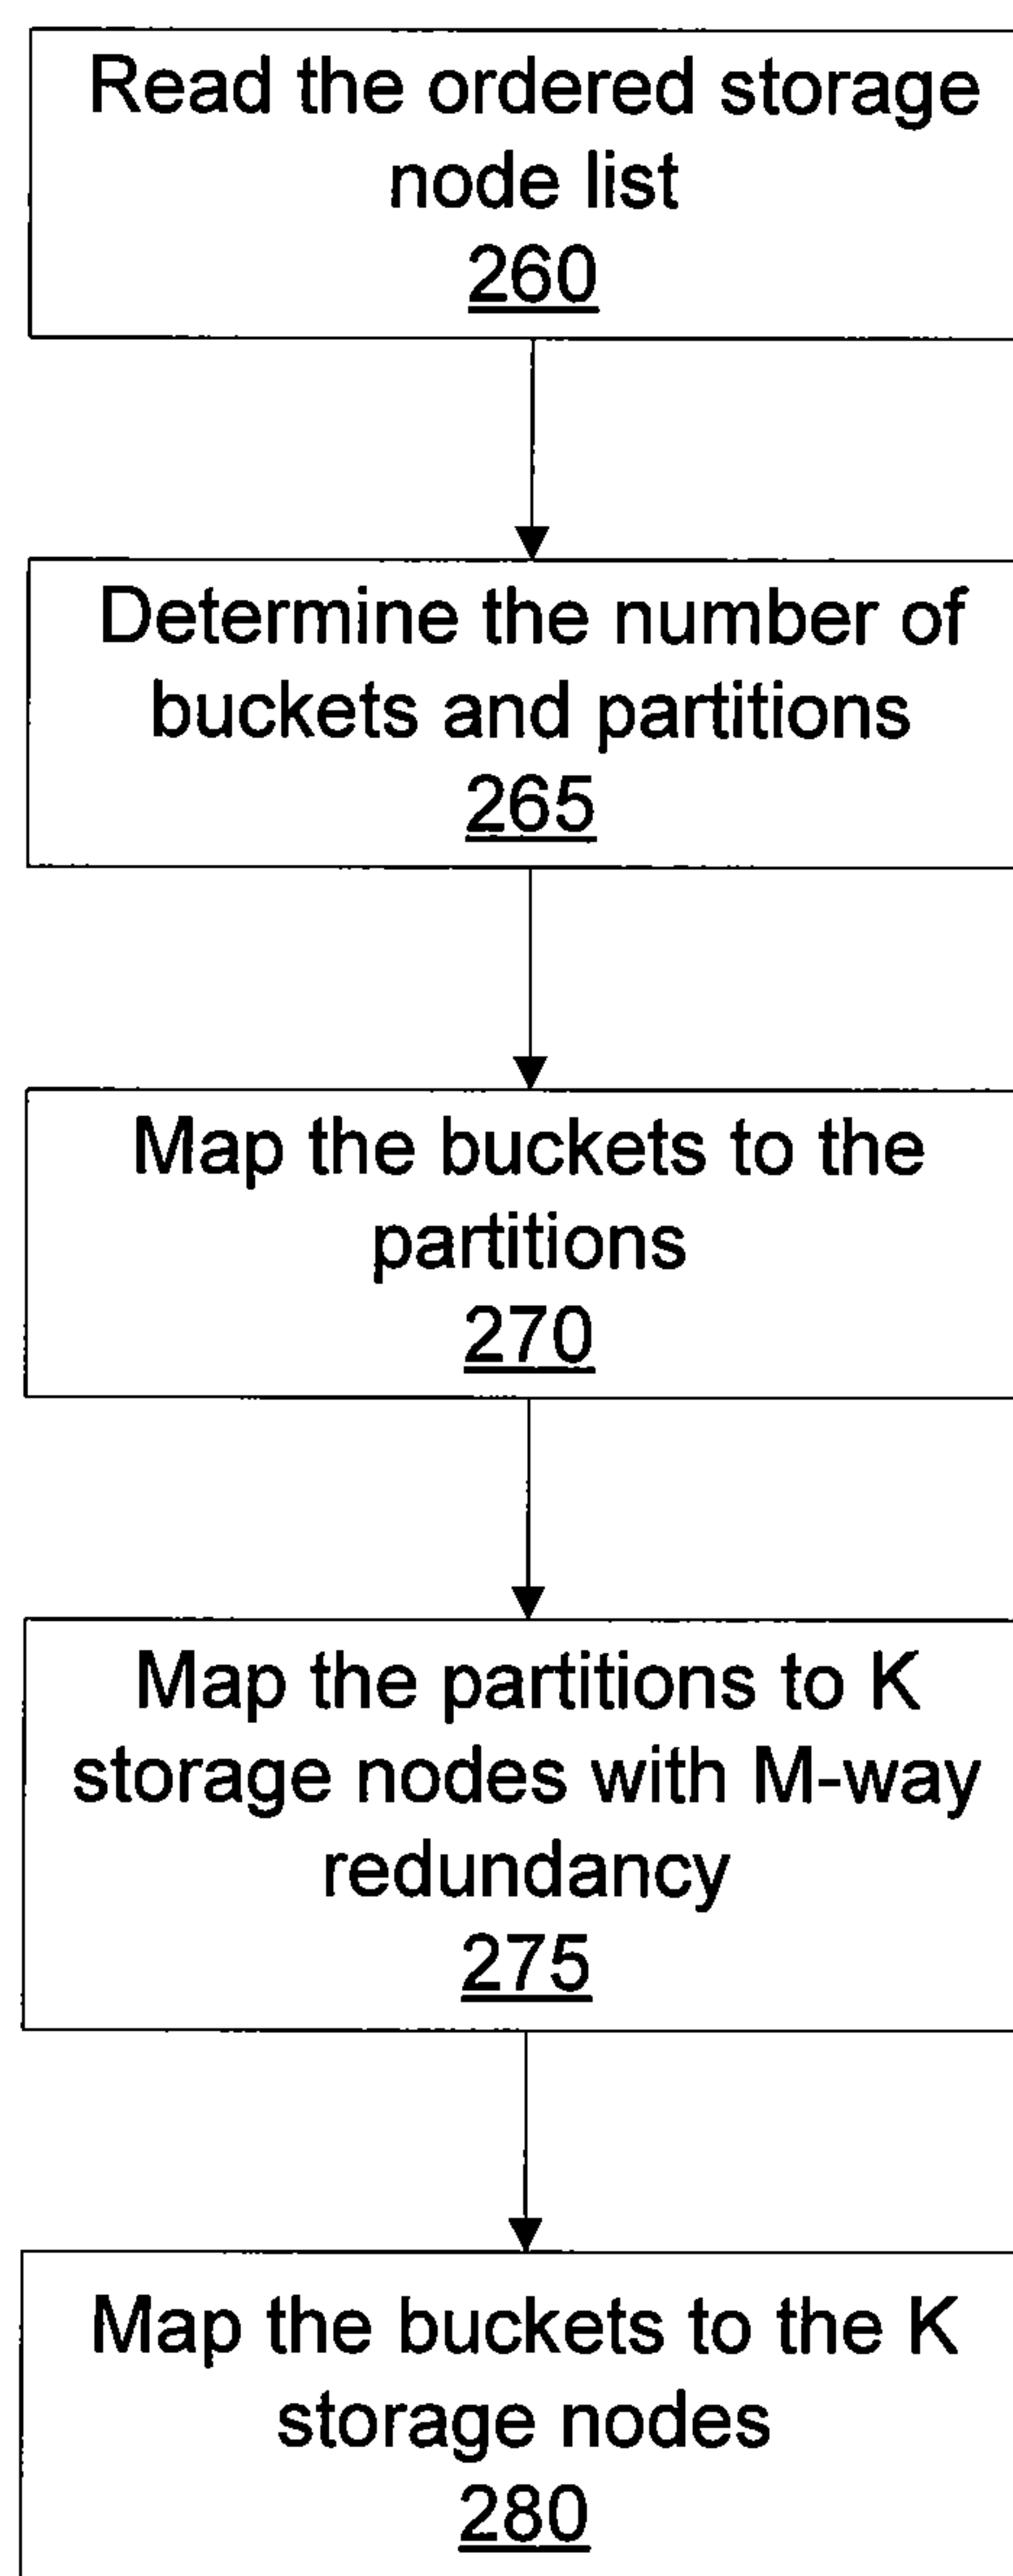 Read the ordered storage
node list
260
Determine the number of
buckets and partitions
265
Map the buckets to the
partitions
270
Map the partitions to K
storage nodes with M-way
redundancy
275
Map the buckets to the K
storage nodes
280